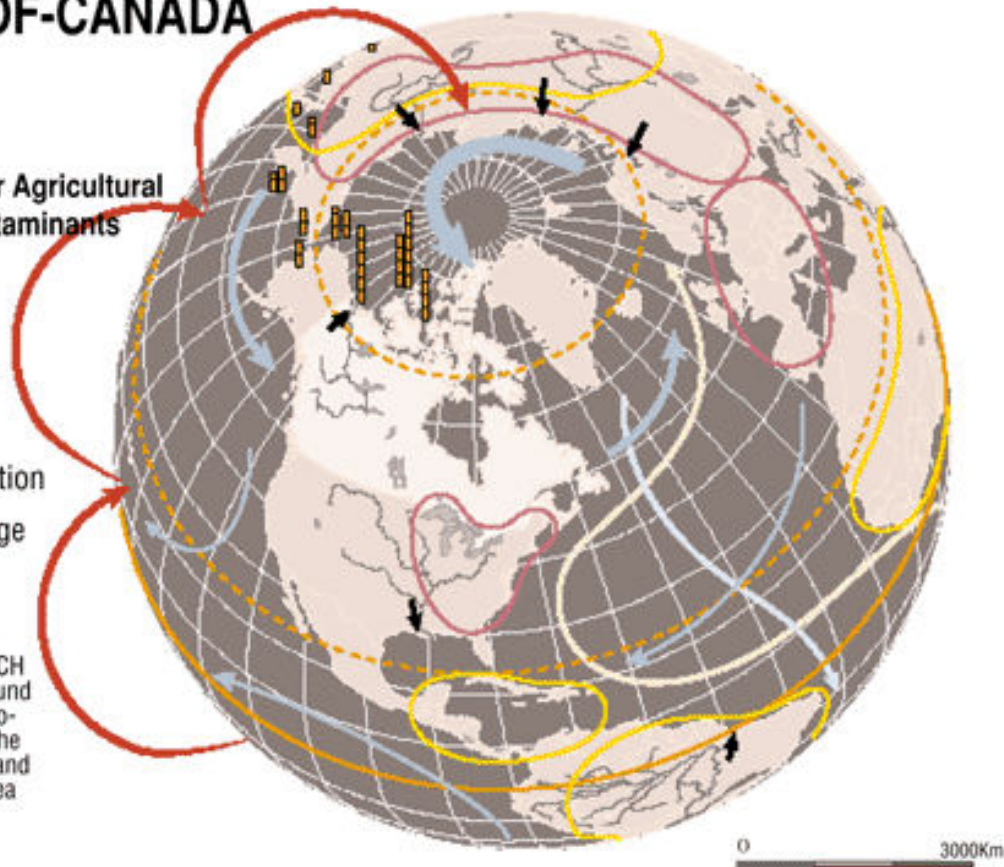 OF-CANADA
r Agricultural
taminants
tion
ge
CH
und
o-
he
and
ea
0 3000Km